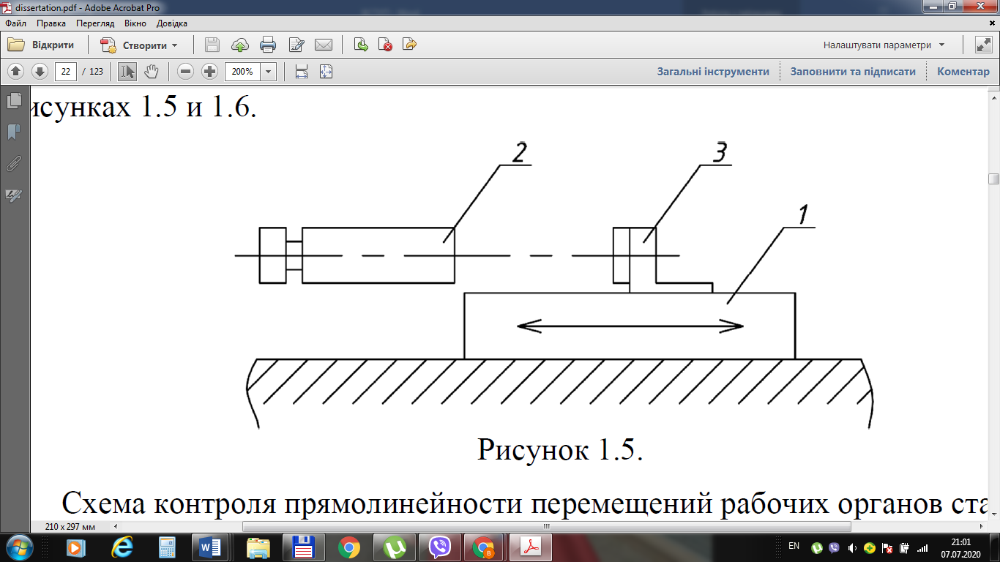 dissertation.pdf - Adobe Acrobat Pro
Файл Правка Перегляд Вікно Довідка
Відкрити Створити Налаштувати параметри
22 / 123 200% Загальні інструменти Заповнити та підписати Коментар
исунках 1.5 и 1.6.
2 3
1
Рисунок 1.5.
Схема контроля прямолинейности перемещений рабочих органов ста
210 x 297 мм
EN 21:01
07.07.2020